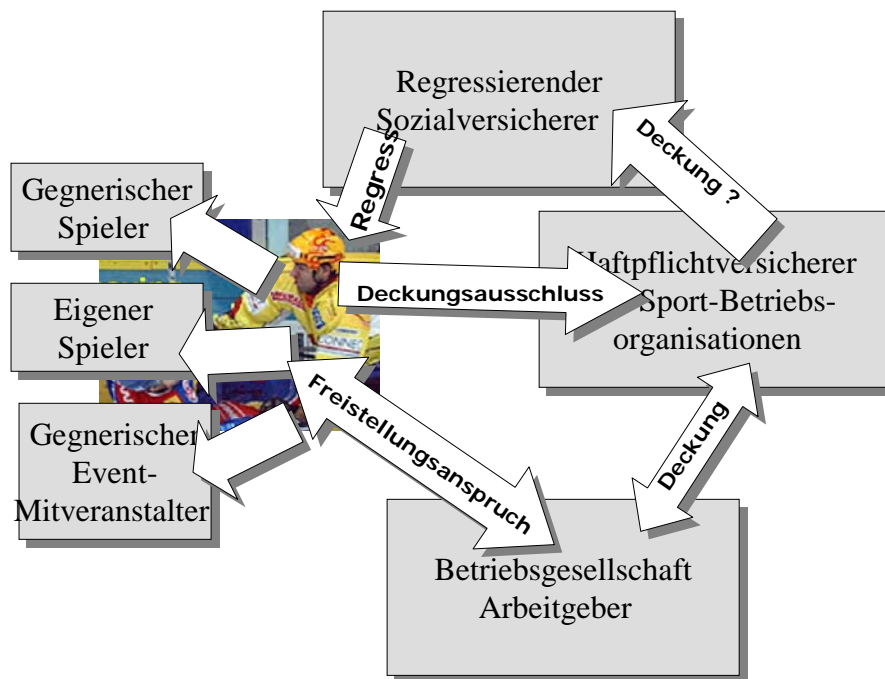 Regressierender
Sozialversicherer
Regress
Deckung ?
Gegnerischer
Spieler
Haftpflichtversicherer
Sport-Betriebs-
organisationen
Deckungsausschluss
Eigener
Spieler
Freistellungsanspruch
Deckung
Gegnerischer
Event-
Mitveranstalter
Betriebsgesellschaft
Arbeitgeber